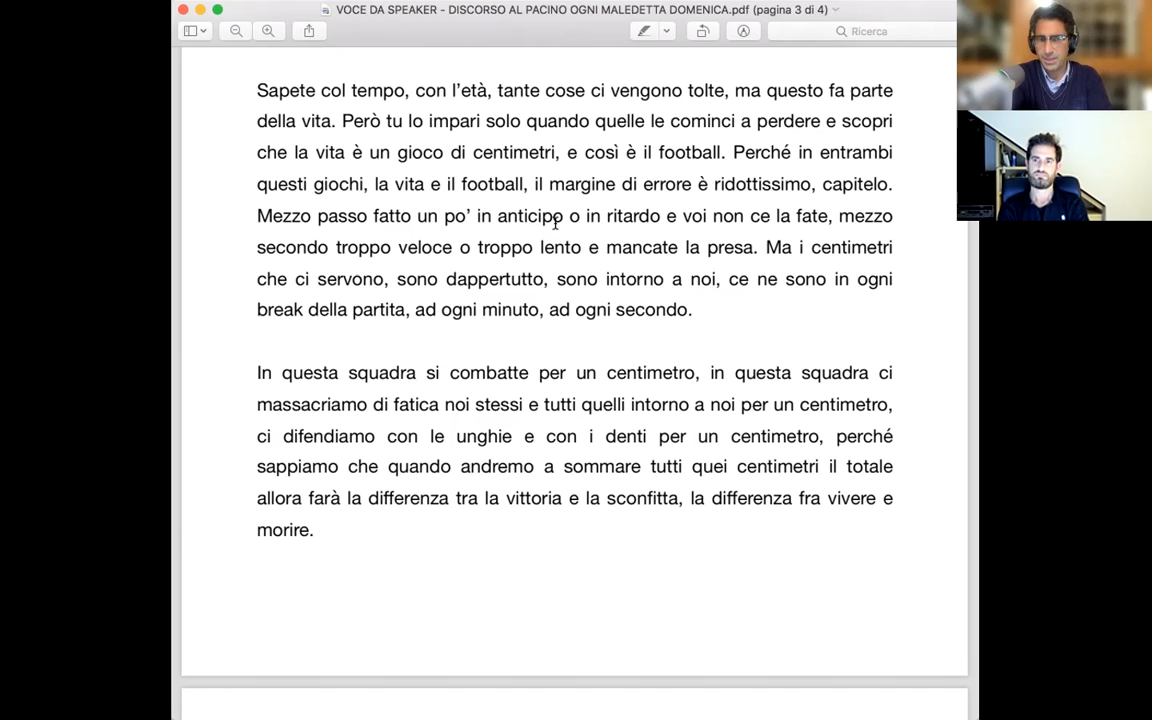 VOCE DA SPEAKER - DISCORSO AL PACINO OGNI MALEDETTA DOMENICA.pdf (pagina 3 di 4)
Ricerca
Sapete col tempo, con l’età, tante cose ci vengono tolte, ma questo fa parte
della vita. Però tu lo impari solo quando quelle le cominci a perdere e scopri
che la vita è un gioco di centimetri, e così è il football. Perché in entrambi
questi giochi, la vita e il football, il margine di errore è ridottissimo, capitelo.
Mezzo passo fatto un po’ in anticipo o in ritardo e voi non ce la fate, mezzo
secondo troppo veloce o troppo lento e mancate la presa. Ma i centimetri
che ci servono, sono dappertutto, sono intorno a noi, ce ne sono in ogni
break della partita, ad ogni minuto, ad ogni secondo.
In questa squadra si combatte per un centimetro, in questa squadra ci
massacriamo di fatica noi stessi e tutti quelli intorno a noi per un centimetro,
ci difendiamo con le unghie e con i denti per un centimetro, perché
sappiamo che quando andremo a sommare tutti quei centimetri il totale
allora farà la differenza tra la vittoria e la sconfitta, la differenza fra vivere e
morire.